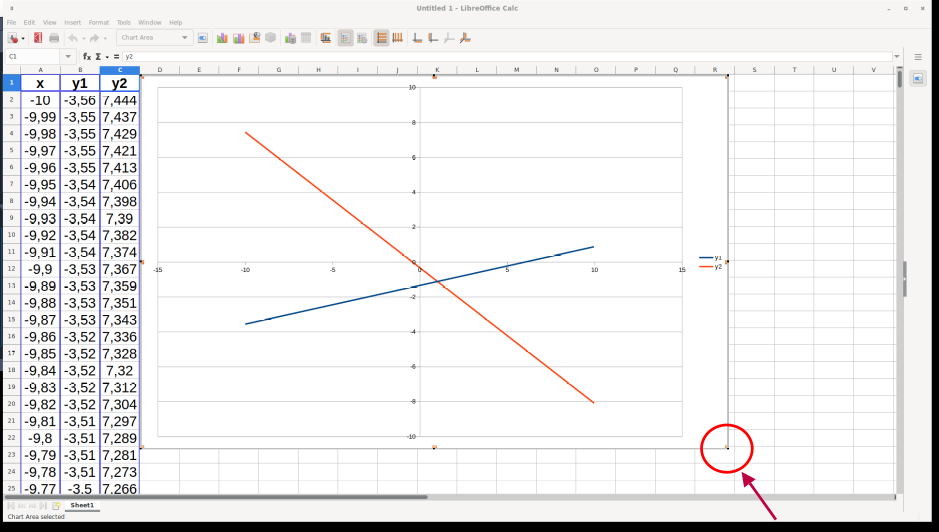 Untitled 1 - LibreOffice Calc
File Edit View Insert Format Tools Window Help
Chart Area
C1 fx Σ = y2
A B C D E F G H I J K L M N O P Q R S T U V
1 x y1 y2
2 -10 -3,56 7,444
3 -9,99 -3,55 7,437
4 -9,98 -3,55 7,429
5 -9,97 -3,55 7,421
6 -9,96 -3,55 7,413
7 -9,95 -3,54 7,406
8 -9,94 -3,54 7,398
9 -9,93 -3,54 7,39
10 -9,92 -3,54 7,382
11 -9,91 -3,54 7,374
12 -9,9 -3,53 7,367
13 -9,89 -3,53 7,359
14 -9,88 -3,53 7,351
15 -9,87 -3,53 7,343
16 -9,86 -3,52 7,336
17 -9,85 -3,52 7,328
18 -9,84 -3,52 7,32
19 -9,83 -3,52 7,312
20 -9,82 -3,52 7,304
21 -9,81 -3,51 7,297
22 -9,8 -3,51 7,289
23 -9,79 -3,51 7,281
24 -9,78 -3,51 7,273
25 -9,77 -3,5 7,266
10
8
6
4
2
0
-2
-4
-6
-8
-10
-15 -10 -5 0 5 10 15
y1
y2
Sheet1
Chart Area selected